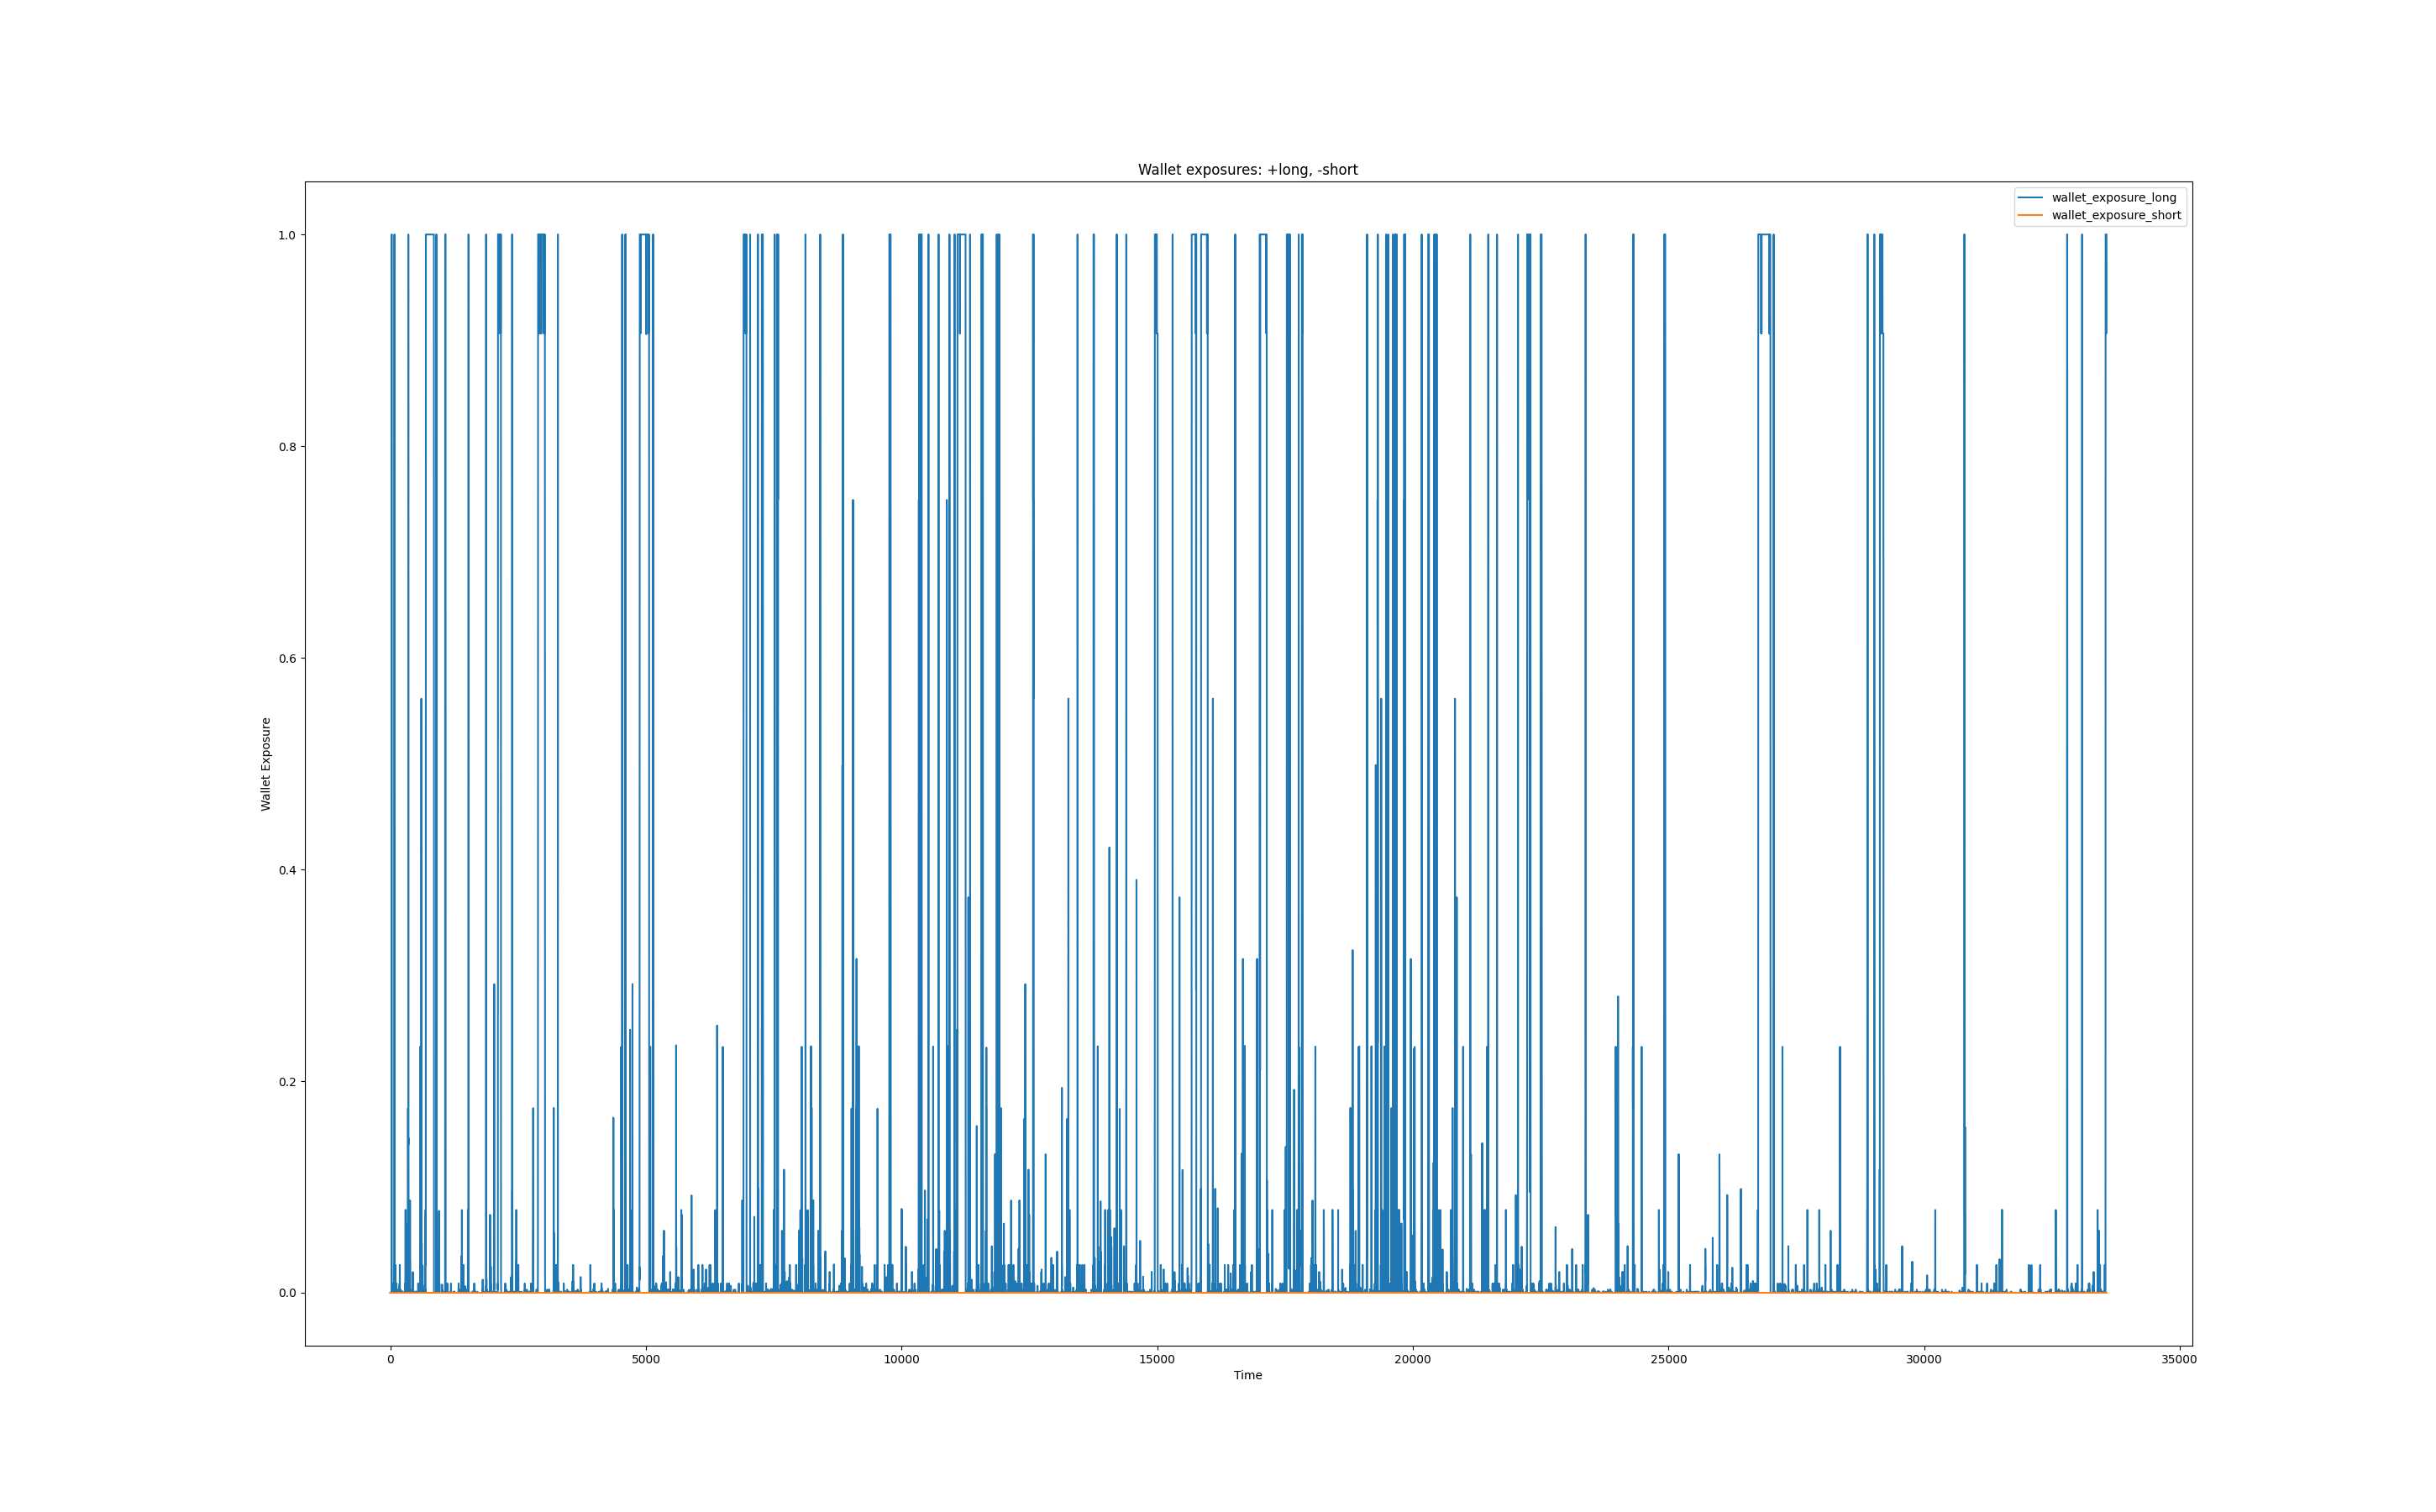 Wallet exposures: +long, -short
wallet_exposure_long
wallet_exposure_short
1.0
0.8
0.6
0.4
0.2
0.0
Wallet Exposure
0 5000 10000 15000 20000 25000 30000 35000
Time